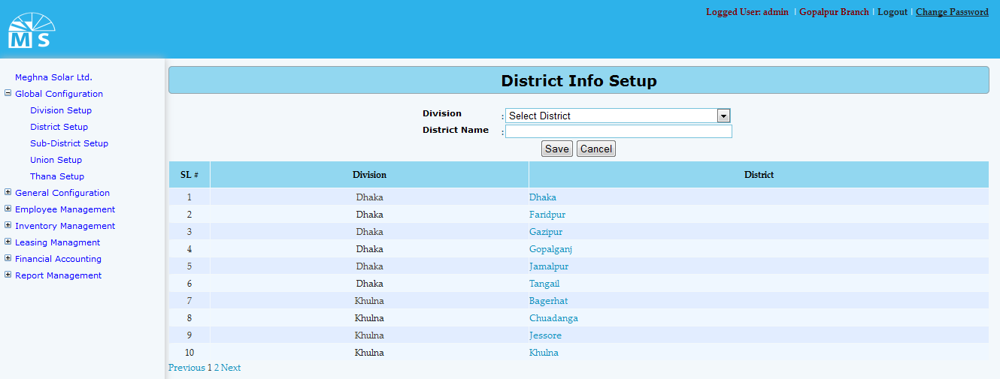 Logged User: admin | Gopalpur Branch | Logout | Change Password
M S
Meghna Solar Ltd.
Global Configuration
Division Setup
District Setup
Sub-District Setup
Union Setup
Thana Setup
General Configuration
Employee Management
Inventory Management
Leasing Managment
Financial Accounting
Report Management
District Info Setup
Division : Select District
District Name :
Save Cancel
SL # Division District
1 Dhaka Dhaka
2 Dhaka Faridpur
3 Dhaka Gazipur
4 Dhaka Gopalganj
5 Dhaka Jamalpur
6 Dhaka Tangail
7 Khulna Bagerhat
8 Khulna Chuadanga
9 Khulna Jessore
10 Khulna Khulna
Previous 1 2 Next